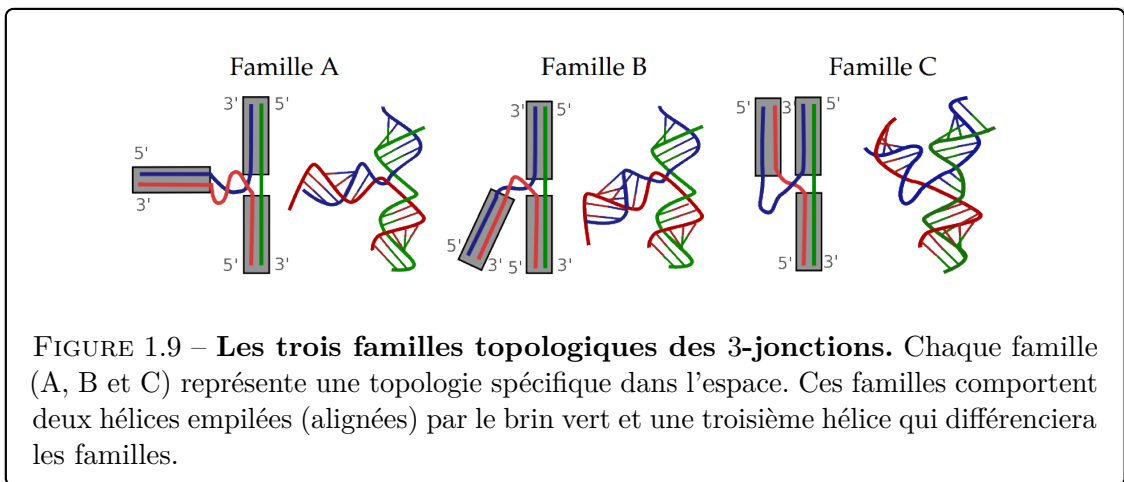 Famille A Famille B Famille C
3' 5' 3' 5' 5' 3' 5'
5'
3'
5' 3' 5' 3' 5' 3' 5' 3'
FIGURE 1.9 – Les trois familles topologiques des 3-jonctions. Chaque famille
(A, B et C) représente une topologie spécifique dans l'espace. Ces familles comportent
deux hélices empilées (alignées) par le brin vert et une troisième hélice qui différenciera
les familles.